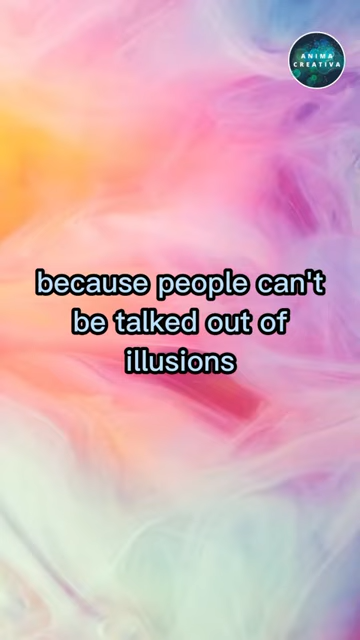 ANIMA
CREATIVA
because people can't
be talked out of
illusions